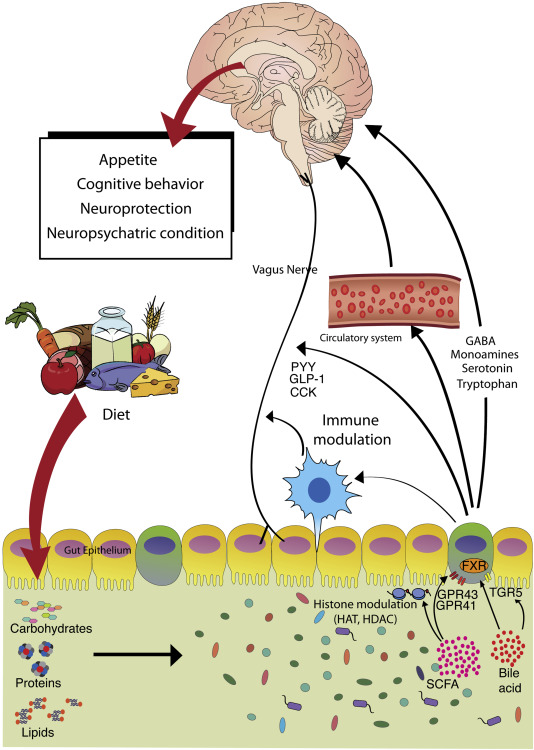 Appetite
Cognitive behavior
Neuroprotection
Neuropsychatric condition
Vagus Nerve
Circulatory system
GABA
Monoamines
Serotonin
Tryptophan
PYY
GLP-1
CCK
Diet
Immune
modulation
Gut Epithelium
FXR
GPR43
GPR41
TGR5
Histone modulation
(HAT, HDAC)
Carbohydrates
Proteins
Lipids
SCFA
Bile
acid